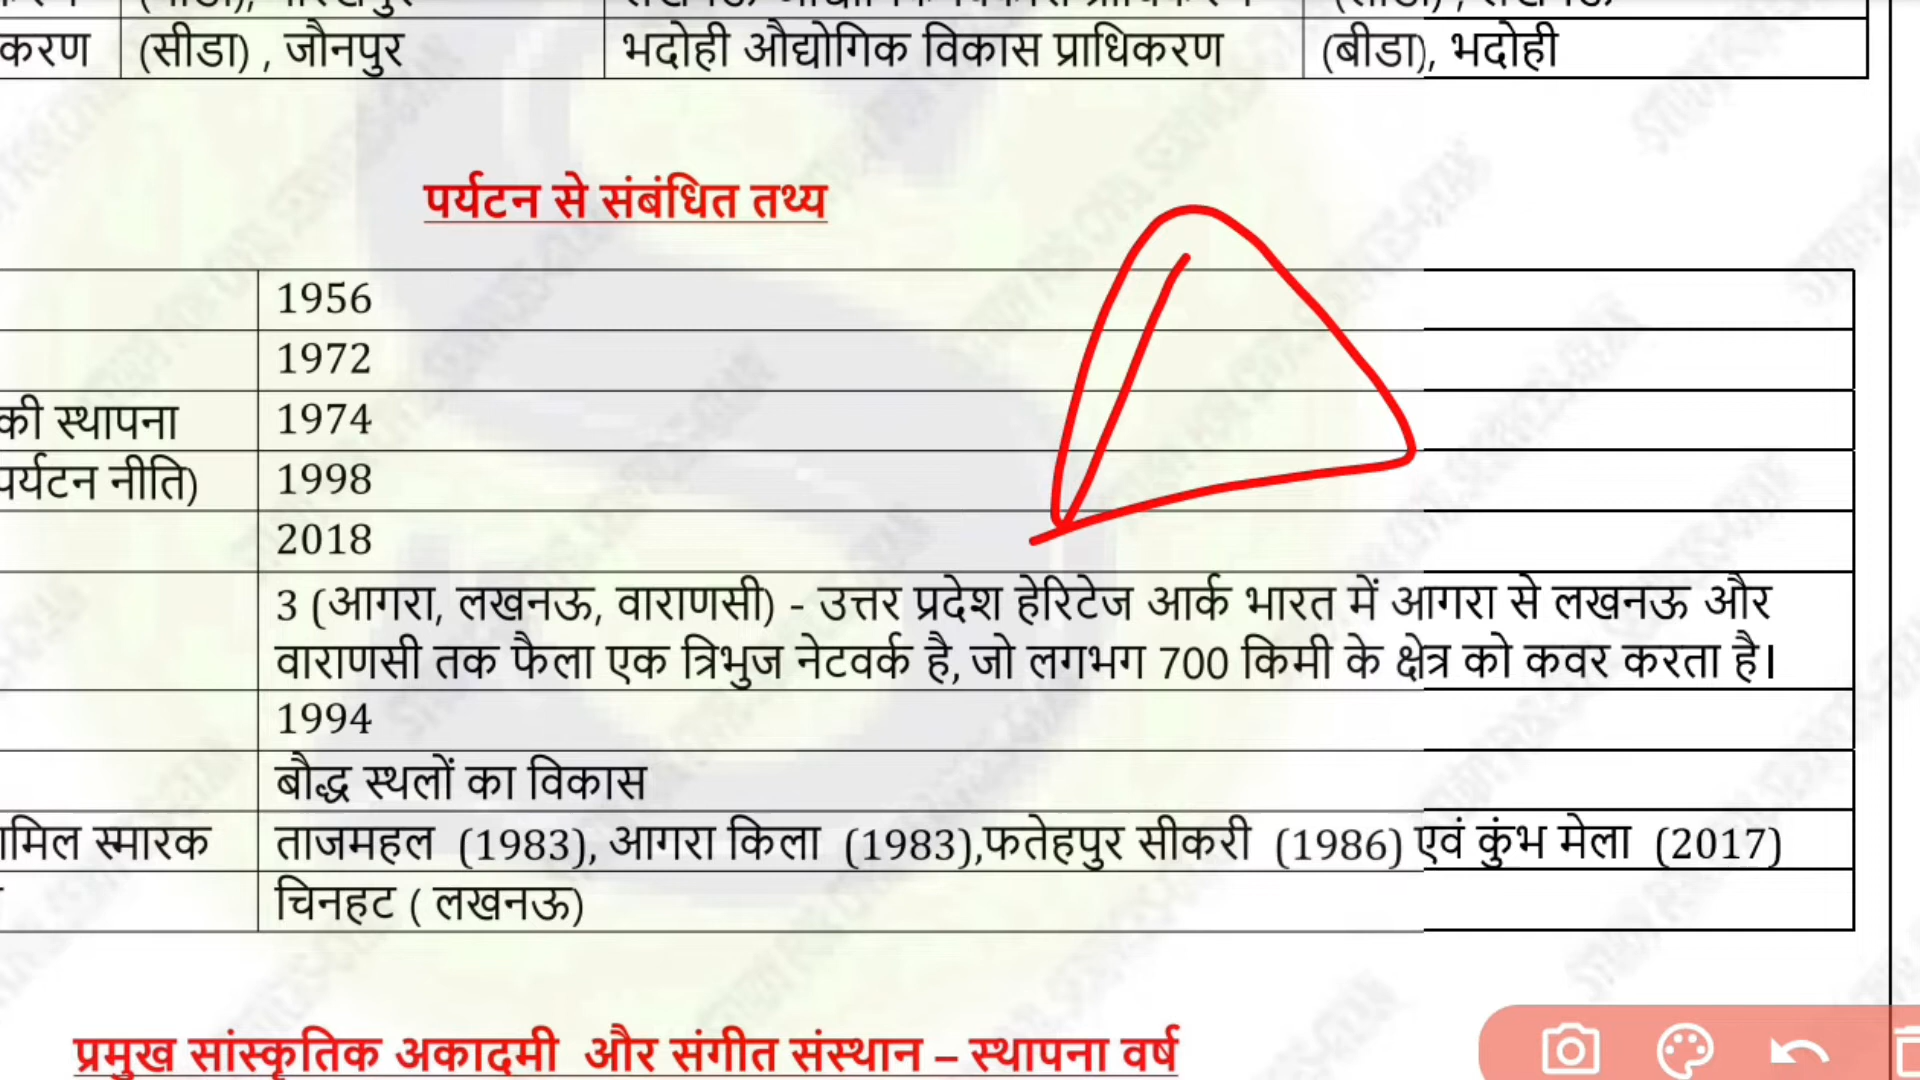 करण (सीडा) , जौनपुर भदोही औद्योगिक विकास प्राधिकरण (बीडा), भदोही
पर्यटन से संबंधित तथ्य
1956
1972
की स्थापना 1974
पर्यटन नीति) 1998
2018
3 (आगरा, लखनऊ, वाराणसी) - उत्तर प्रदेश हेरिटेज आर्क भारत में आगरा से लखनऊ और
वाराणसी तक फैला एक त्रिभुज नेटवर्क है, जो लगभग 700 किमी के क्षेत्र को कवर करता है।
1994
बौद्ध स्थलों का विकास
स्मारक ताजमहल (1983), आगरा किला (1983),फतेहपुर सीकरी (1986) एवं कुंभ मेला (2017)
चिनहट ( लखनऊ)
प्रमुख सांस्कृतिक अकादमी और संगीत संस्थान – स्थापना वर्ष